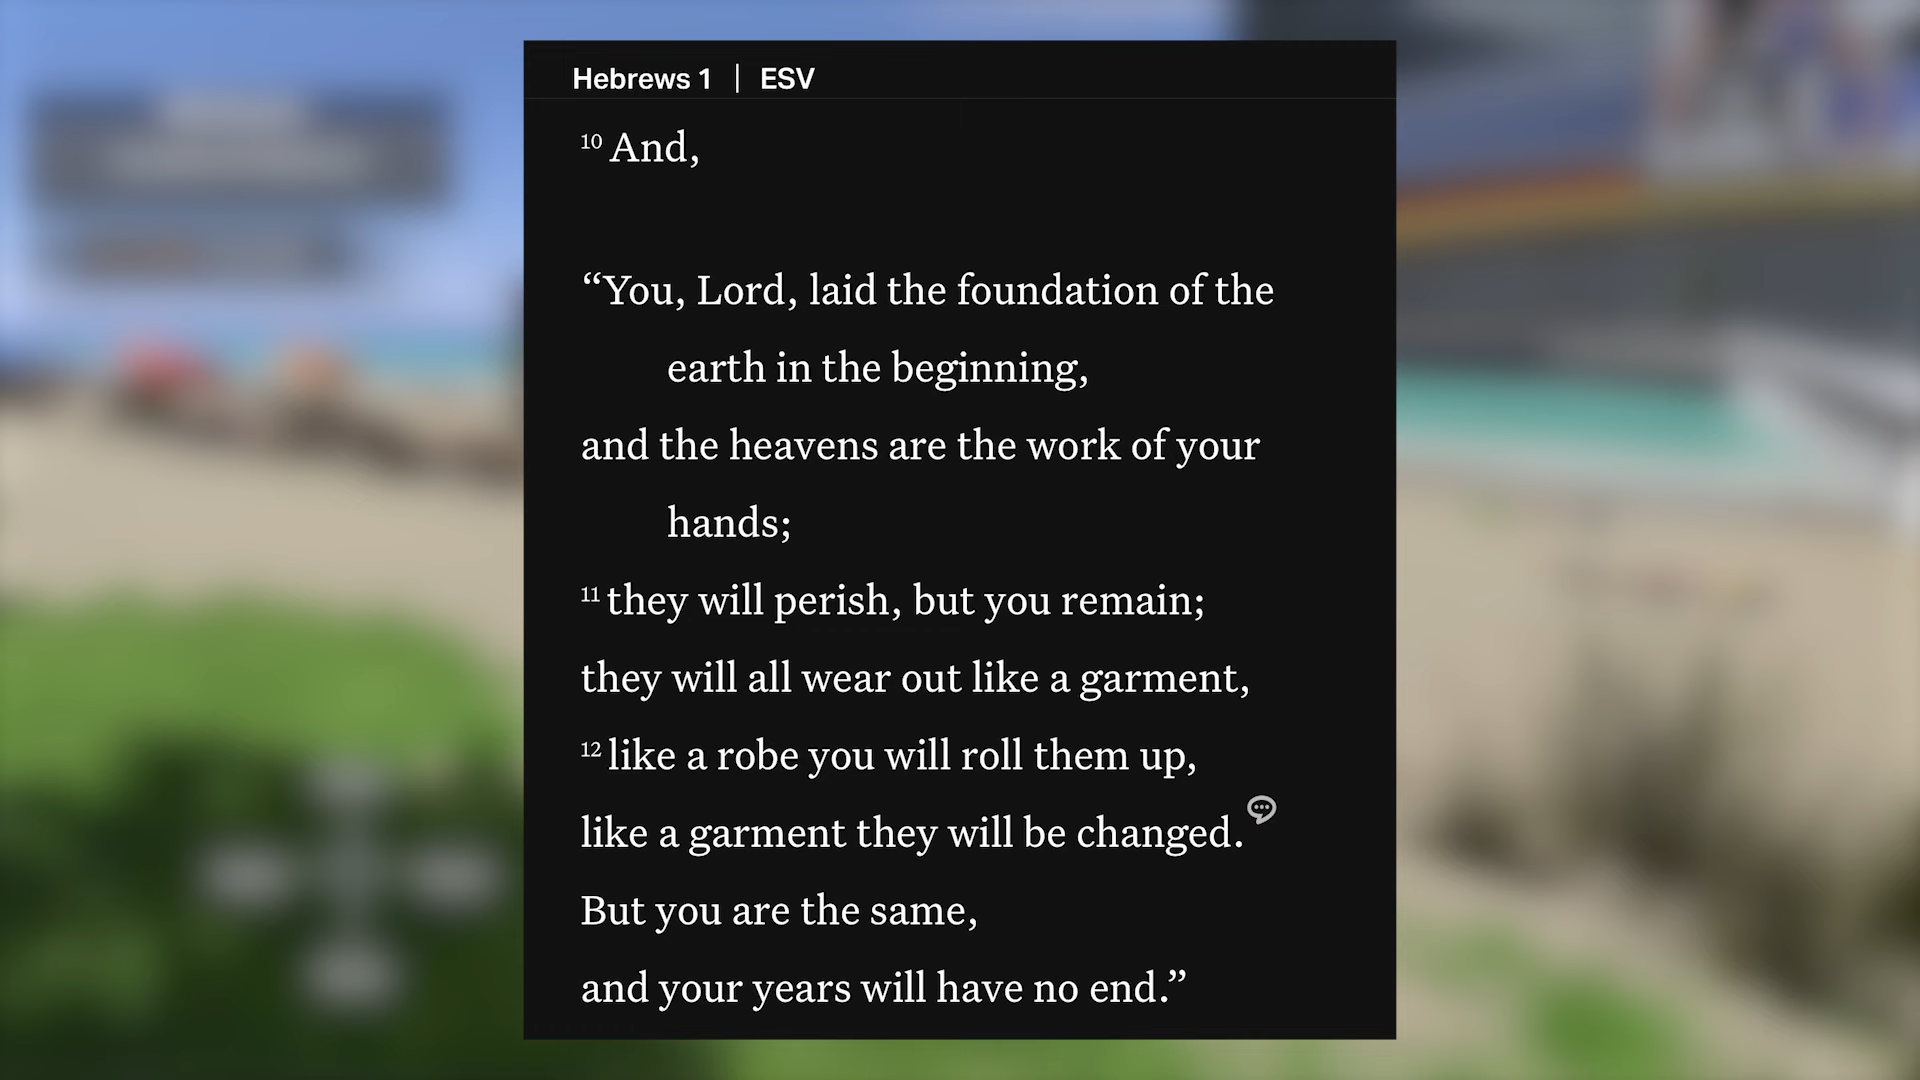 Hebrews 1 | ESV
10 And,
“You, Lord, laid the foundation of the
earth in the beginning,
and the heavens are the work of your
hands;
11 they will perish, but you remain;
they will all wear out like a garment,
12 like a robe you will roll them up,
like a garment they will be changed.
But you are the same,
and your years will have no end.”